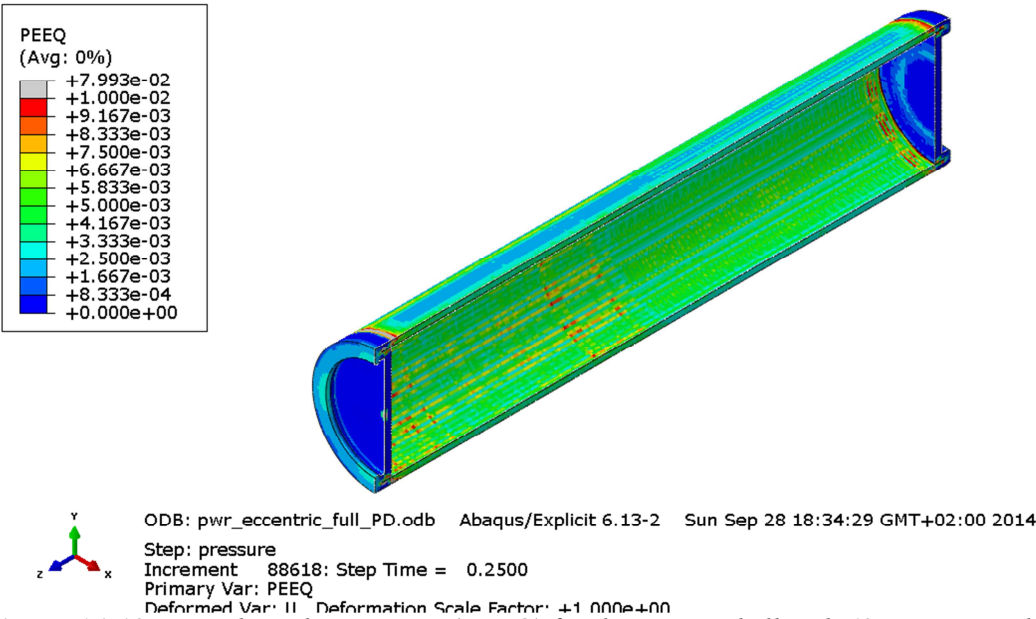 PEEQ
(Avg: 0%)
+7.993e-02
+1.000e-02
+9.167e-03
+8.333e-03
+7.500e-03
+6.667e-03
+5.833e-03
+5.000e-03
+4.167e-03
+3.333e-03
+2.500e-03
+1.667e-03
+8.333e-04
+0.000e+00
Y
Z
X
ODB: pwr_eccentric_full_PD.odb Abaqus/Explicit 6.13-2 Sun Sep 28 18:34:29 GMT+02:00 2014
Step: pressure
Increment 88618: Step Time = 0.2500
Primary Var: PEEQ
Deformed Var: U Deformation Scale Factor: +1.000e+00